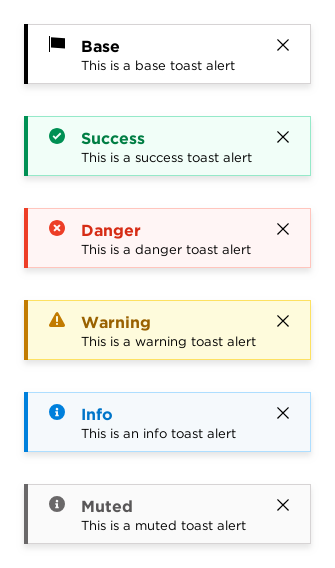 Base
This is a base toast alert
Success
This is a success toast alert
Danger
This is a danger toast alert
Warning
This is a warning toast alert
Info
This is an info toast alert
Muted
This is a muted toast alert